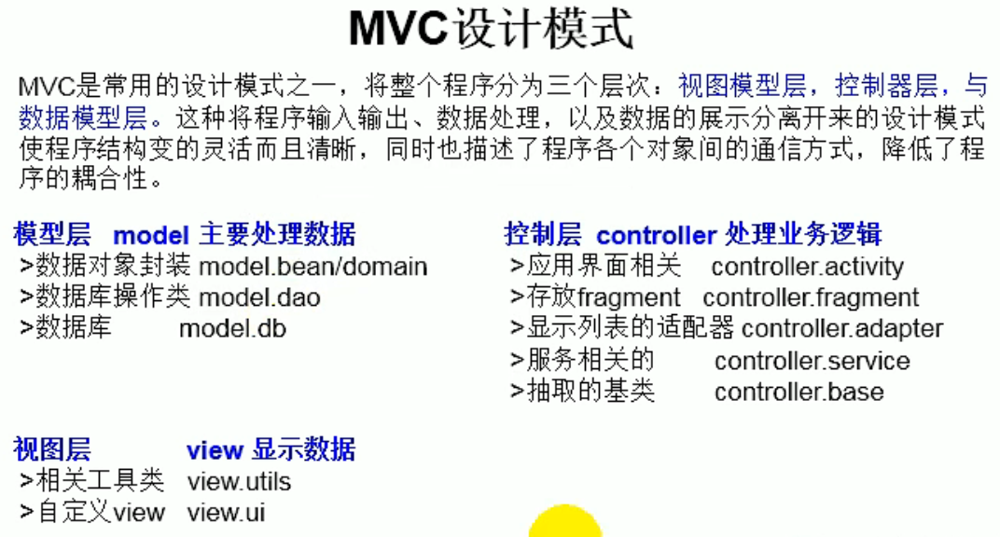 MVC设计模式
MVC是常用的设计模式之一，将整个程序分为三个层次：视图模型层，控制器层，与
数据模型层。这种将程序输入输出、数据处理，以及数据的展示分离开来的设计模式
使程序结构变的灵活而且清晰，同时也描述了程序各个对象间的通信方式，降低了程
序的耦合性。
模型层 model 主要处理数据
>数据对象封装 model.bean/domain
>数据库操作类 model.dao
>数据库 model.db
控制层 controller 处理业务逻辑
>应用界面相关 controller.activity
>存放fragment controller.fragment
>显示列表的适配器 controller.adapter
>服务相关的 controller.service
>抽取的基类 controller.base
视图层 view 显示数据
>相关工具类 view.utils
>自定义view view.ui